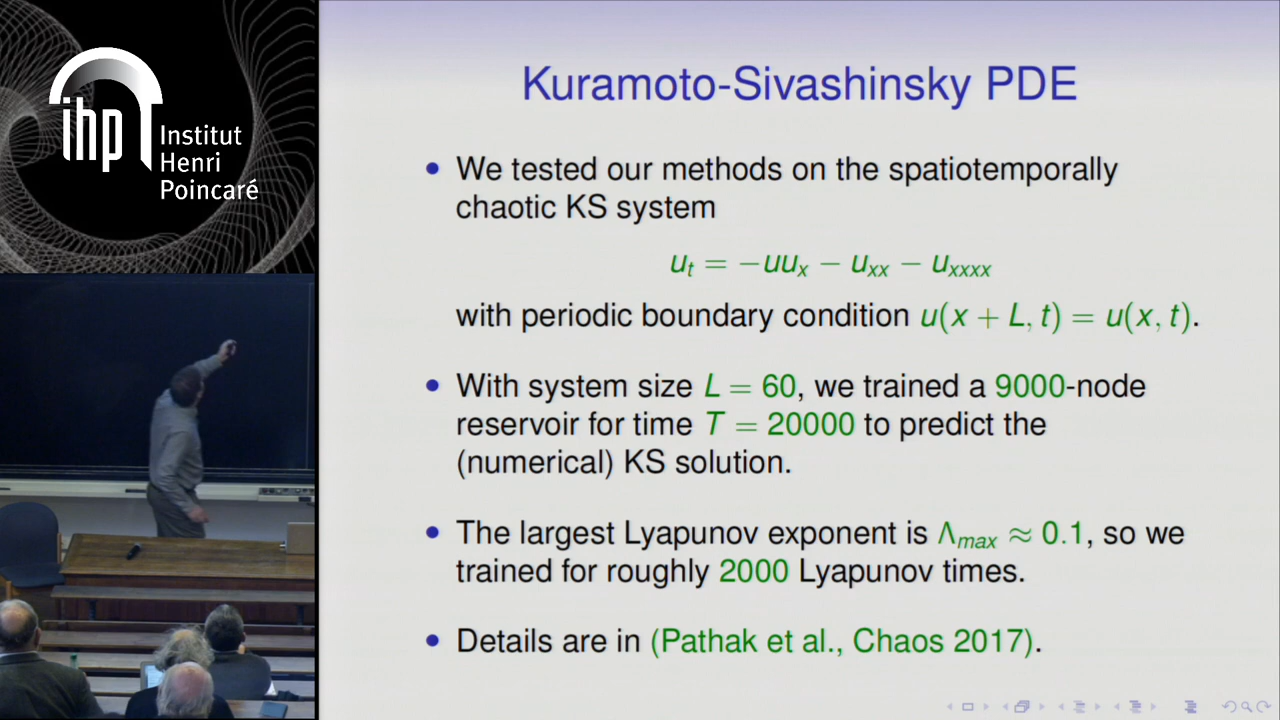 ihp
Institut
Henri
Poincaré
Kuramoto-Sivashinsky PDE
• We tested our methods on the spatiotemporally
chaotic KS system
u_t = −uu_x − u_xx − u_xxxx
with periodic boundary condition u(x + L, t) = u(x, t).
• With system size L = 60, we trained a 9000-node
reservoir for time T = 20000 to predict the
(numerical) KS solution.
• The largest Lyapunov exponent is Λ_max ≈ 0.1, so we
trained for roughly 2000 Lyapunov times.
• Details are in (Pathak et al., Chaos 2017).